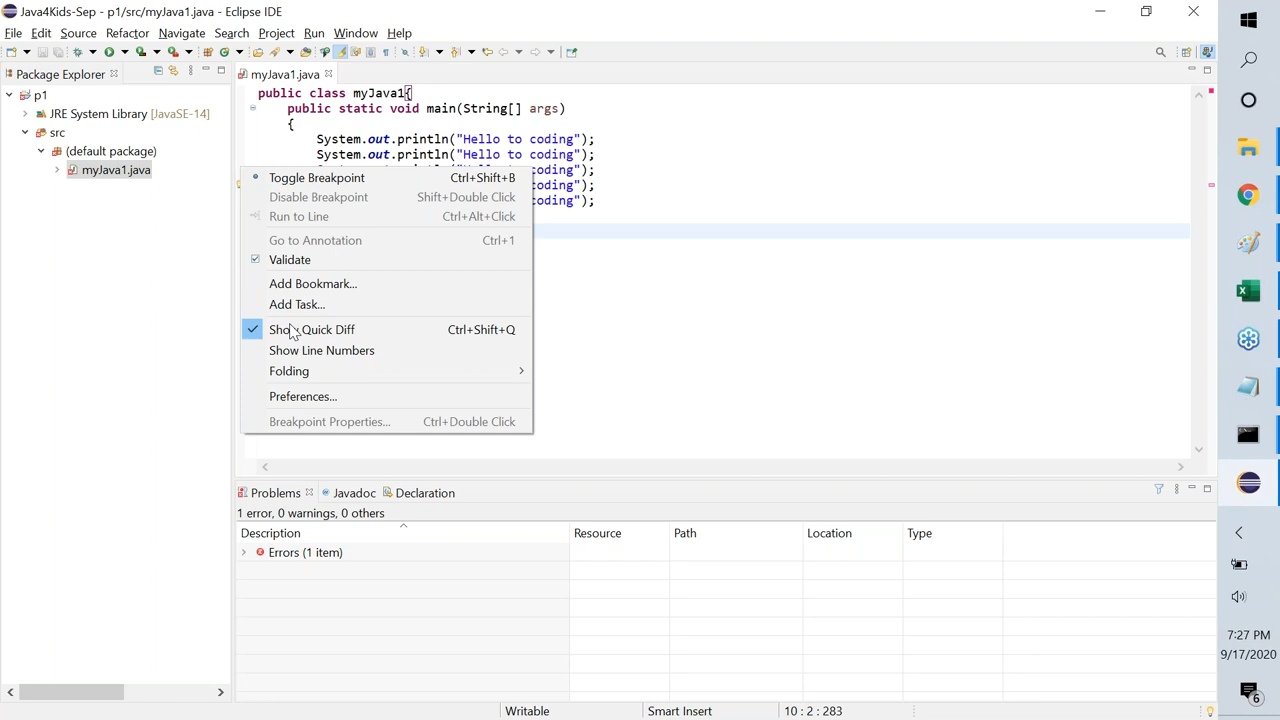 Java4Kids-Sep - p1/src/myJava1.java - Eclipse IDE
File Edit Source Refactor Navigate Search Project Run Window Help
Package Explorer
myJava1.java
p1
JRE System Library [JavaSE-14]
src
(default package)
myJava1.java
public class myJava1{
public static void main(String[] args)
{
System.out.println("Hello to coding");
System.out.println("Hello to coding");
coding");
coding");
coding");
Toggle Breakpoint Ctrl+Shift+B
Disable Breakpoint Shift+Double Click
Run to Line Ctrl+Alt+Click
Go to Annotation Ctrl+1
Validate
Add Bookmark...
Add Task...
Show Quick Diff Ctrl+Shift+Q
Show Line Numbers
Folding
Preferences...
Breakpoint Properties... Ctrl+Double Click
Problems Javadoc Declaration
1 error, 0 warnings, 0 others
Description Resource Path Location Type
Errors (1 item)
Writable Smart Insert 10 : 2 : 283
7:27 PM
9/17/2020
6